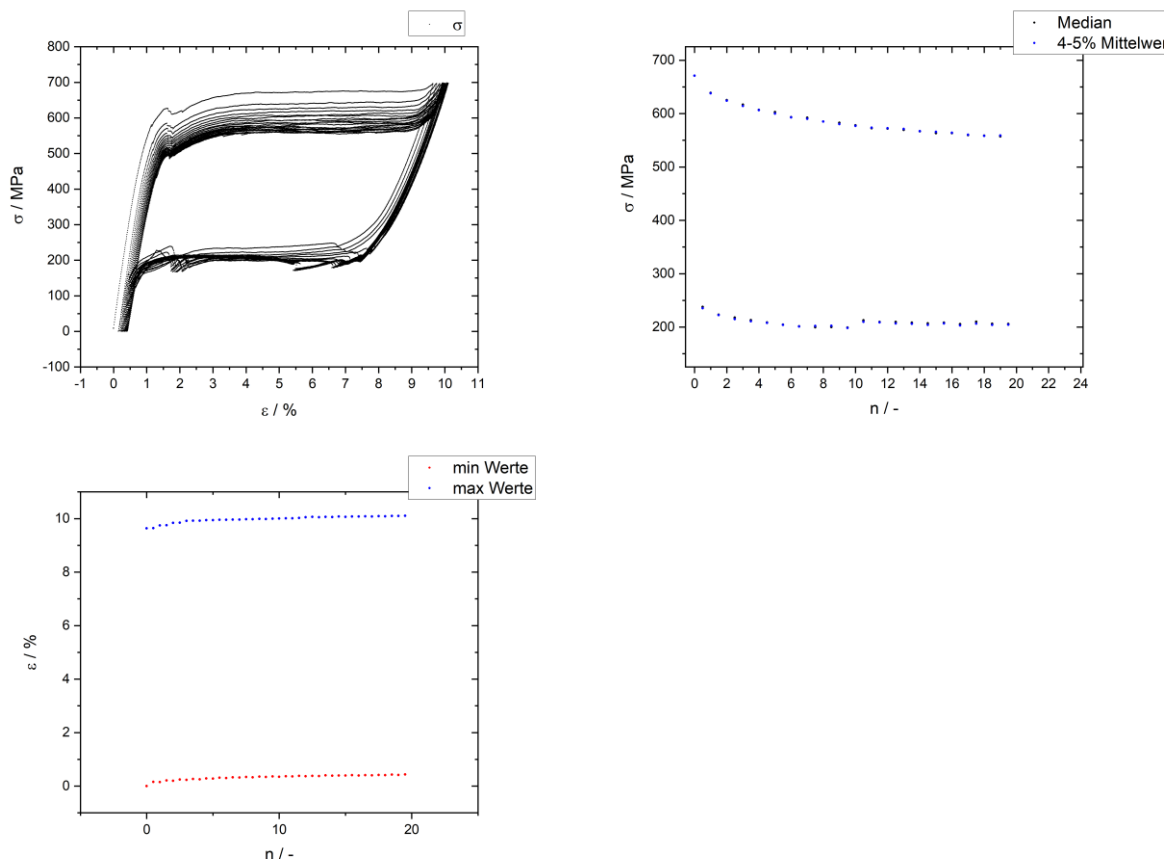 σ
800
700
600
500
400
300
200
100
0
-100
-1 0 1 2 3 4 5 6 7 8 9 10 11
σ / MPa
ε / %
Median
4-5% Mittelwer
700
600
500
400
300
200
0 2 4 6 8 10 12 14 16 18 20 22 24
σ / MPa
n / -
min Werte
max Werte
10
8
6
4
2
0
0 10 20
ε / %
n / -